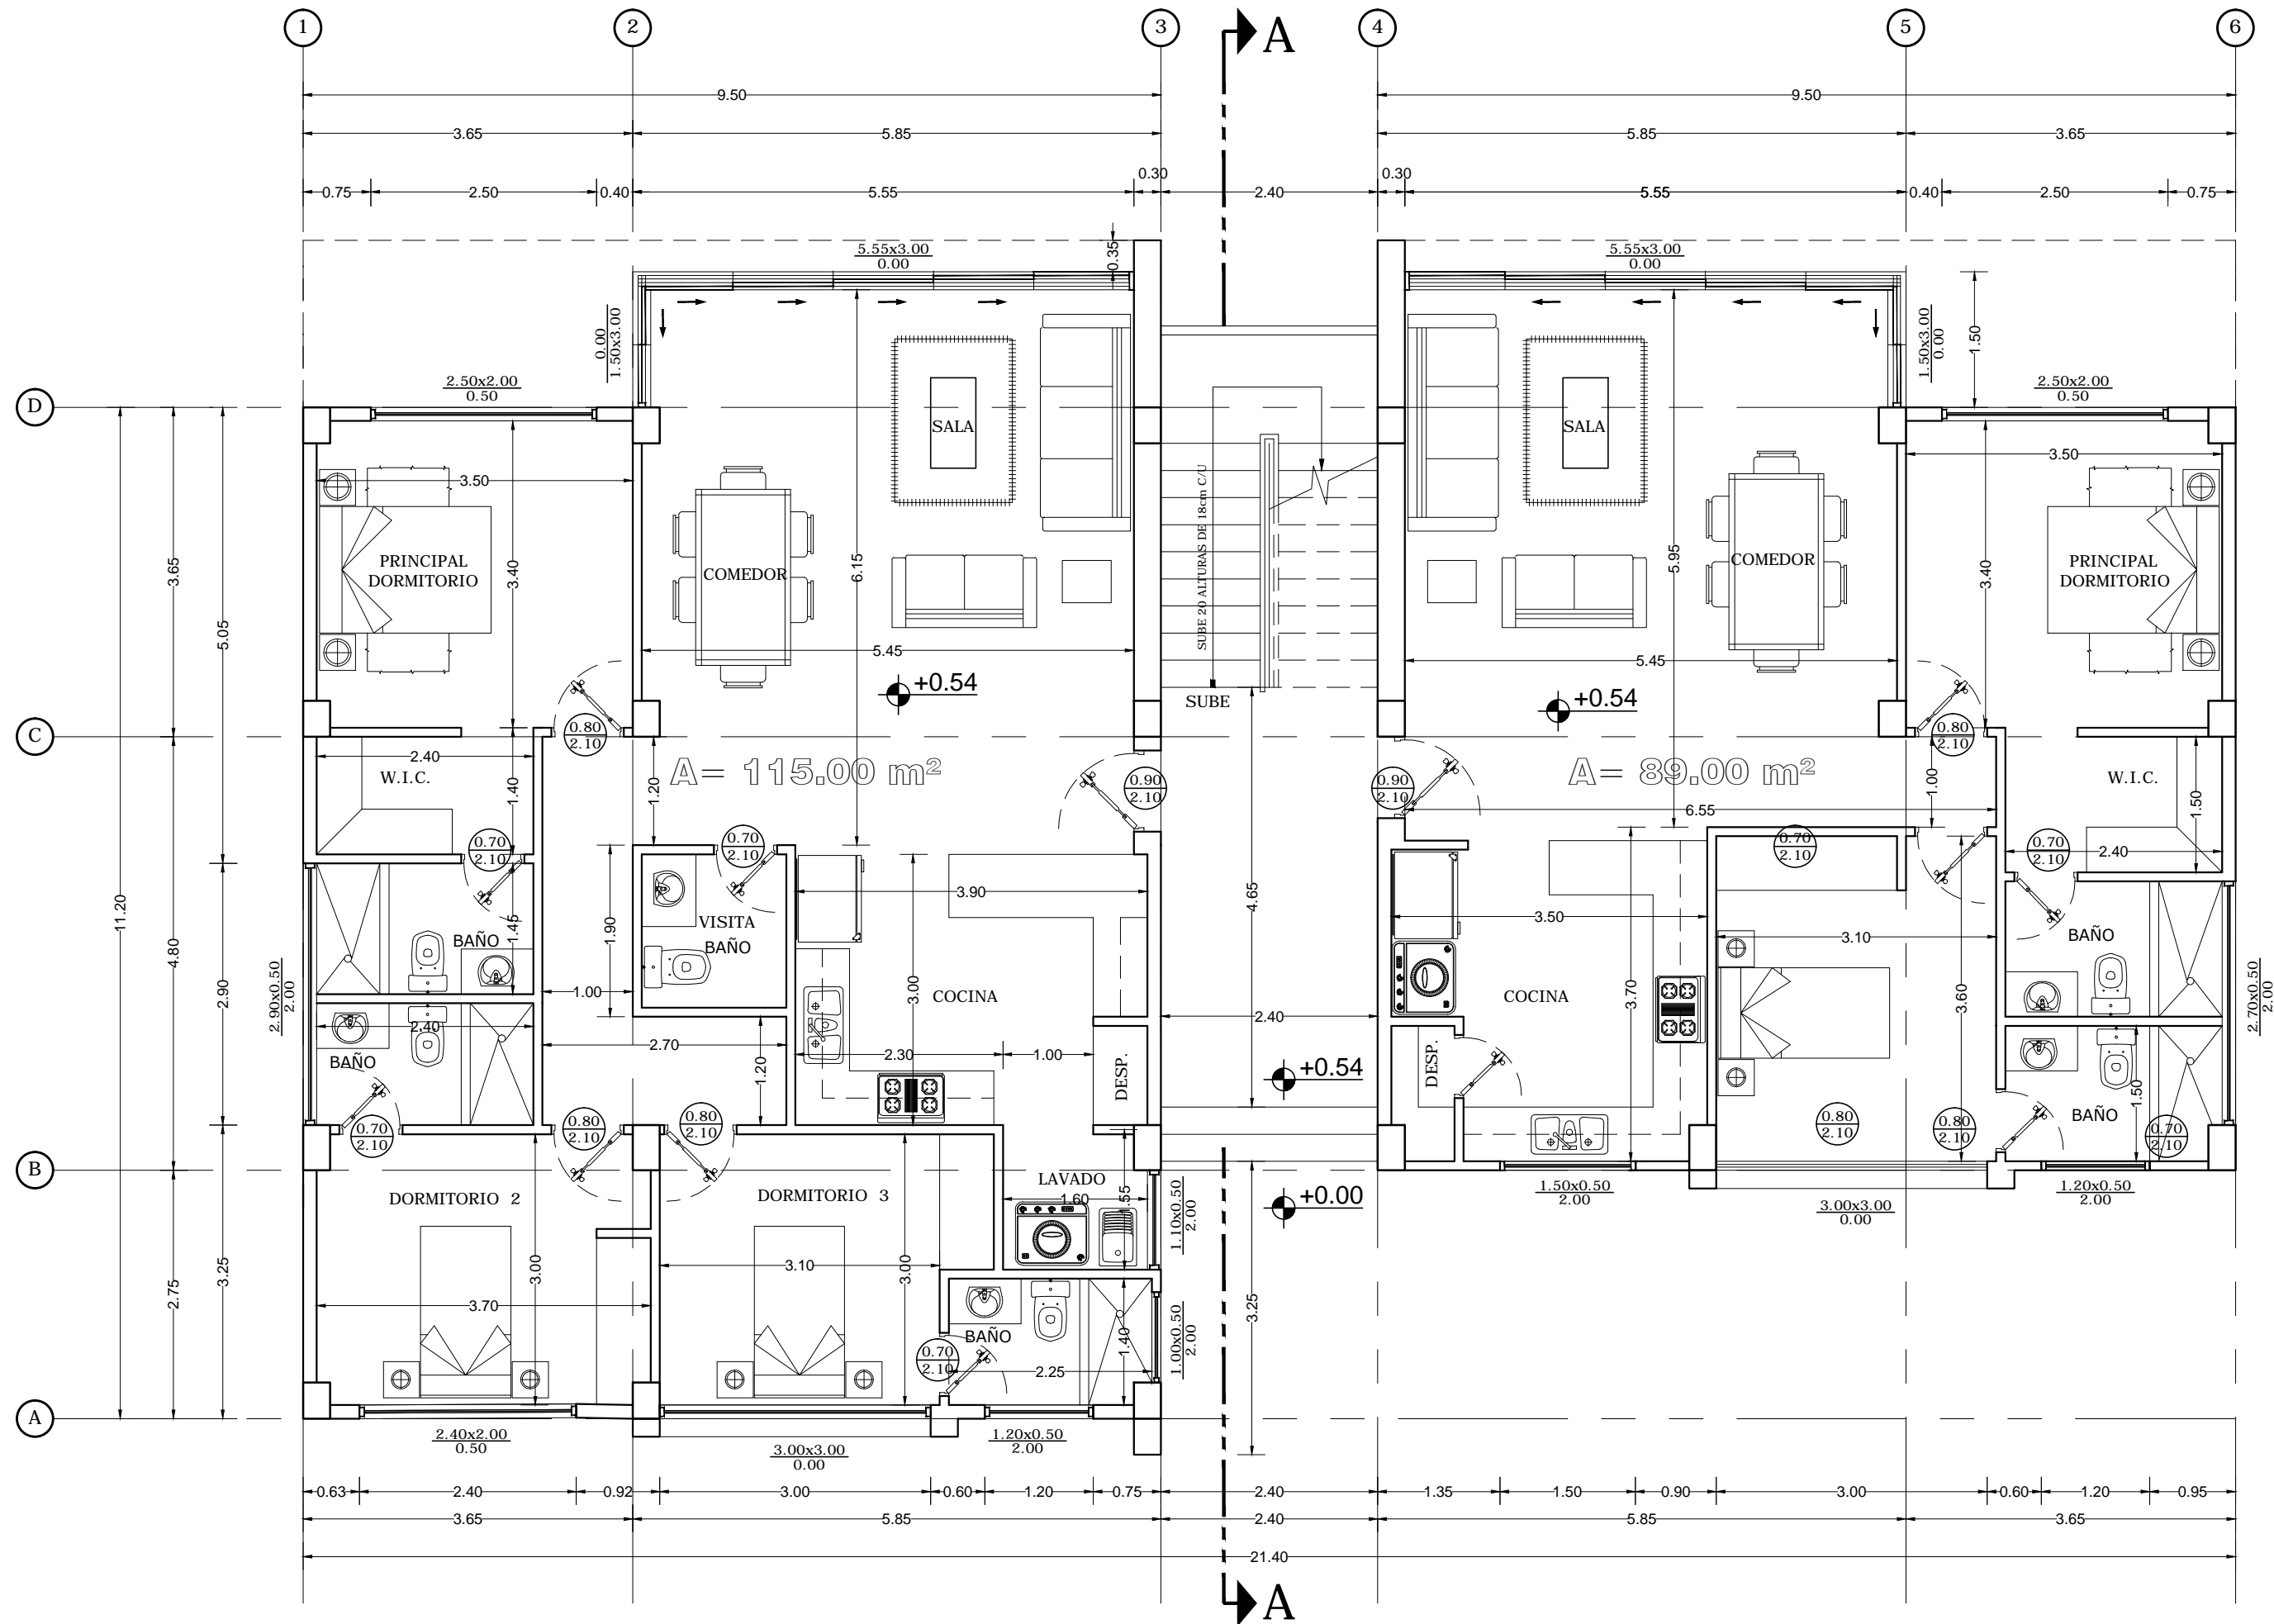 1
2
3
A
4
5
6
9.50
9.50
3.65
5.85
5.85
3.65
0.75
2.50
0.40
5.55
0.30
2.40
0.30
5.55
0.40
2.50
0.75
5.55x3.00
0.00
0.35
5.55x3.00
0.00
0.00
1.50x3.00
1.50x3.00
0.00
1.50
2.50x2.00
0.50
2.50x2.00
0.50
D
SALA
SALA
3.50
3.50
SUBE 20 ALTURAS DE 18cm C/U
PRINCIPAL
DORMITORIO
3.40
COMEDOR
6.15
5.95
COMEDOR
3.40
PRINCIPAL
DORMITORIO
3.65
5.05
5.45
5.45
+0.54
+0.54
SUBE
C
0.80
2.10
0.80
2.10
2.40
W.I.C.
1.40
1.20
A= 115.00 m²
0.90
2.10
0.90
2.10
A= 89.00 m²
1.00
W.I.C.
1.50
6.55
0.70
2.10
0.70
2.10
0.70
2.10
0.70
2.10
2.40
11.20
4.80
2.90
3.90
4.65
3.50
3.10
1.45
BAÑO
1.90
VISITA
BAÑO
BAÑO
2.90x0.50
2.00
1.00
3.00
COCINA
COCINA
3.70
3.60
2.70x0.50
2.00
2.40
2.40
2.70
2.30
1.00
BAÑO
1.20
DESP.
+0.54
DESP.
1.50
BAÑO
0.70
2.10
0.80
2.10
0.80
2.10
0.80
2.10
0.80
2.10
0.70
2.10
B
DORMITORIO 2
DORMITORIO 3
LAVADO
1.60
1.55
1.10x0.50
2.00
+0.00
1.50x0.50
2.00
3.00x3.00
0.00
1.20x0.50
2.00
2.75
3.25
3.00
3.10
3.00
3.25
3.70
BAÑO
1.40
1.00x0.50
2.00
0.70
2.10
2.25
A
2.40x2.00
0.50
3.00x3.00
0.00
1.20x0.50
2.00
0.63
2.40
0.92
3.00
0.60
1.20
0.75
2.40
1.35
1.50
0.90
3.00
0.60
1.20
0.95
3.65
5.85
2.40
5.85
3.65
21.40
A